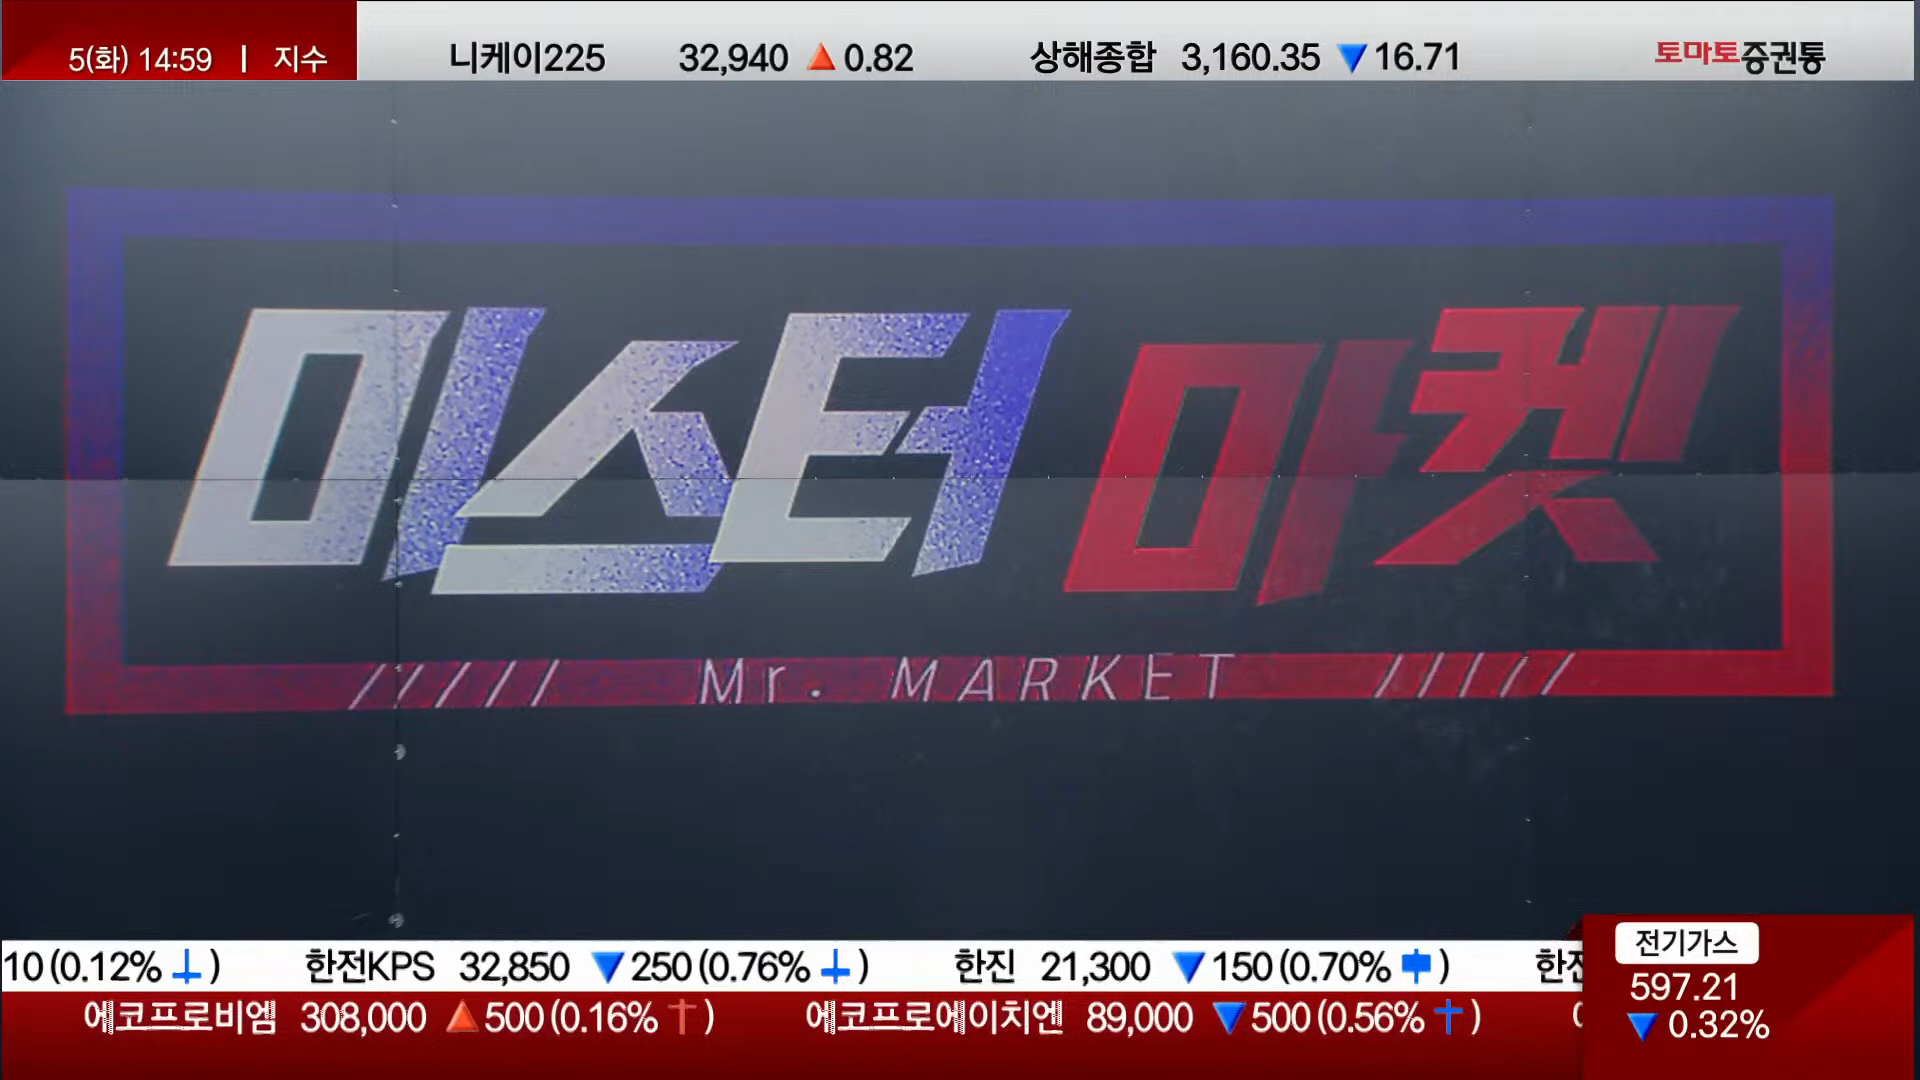 5(화) 14:59 | 지수 니케이225 32,940 ▲ 0.82 상해종합 3,160.35 ▼ 16.71 토마토증권통
미스터 마켓
///// Mr. MARKET /////
10 (0.12% ) 한전KPS 32,850 ▼ 250 (0.76% ) 한진 21,300 ▼ 150 (0.70% )
에코프로비엠 308,000 ▲ 500 (0.16% ) 에코프로에이치엔 89,000 ▼ 500 (0.56% )
전기가스
597.21
▼ 0.32%